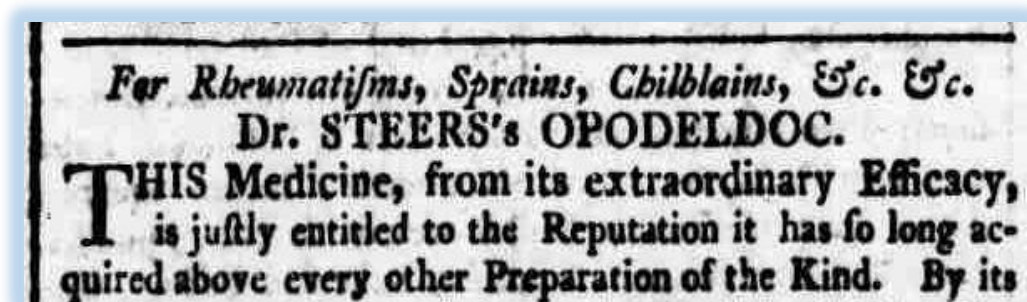 For Rheumatiſms, Sprains, Chilblains, &c. &c.
Dr. STEERS's OPODELDOC.
THIS Medicine, from its extraordinary Efficacy,
is juſtly entitled to the Reputation it has ſo long ac-
quired above every other Preparation of the Kind. By its